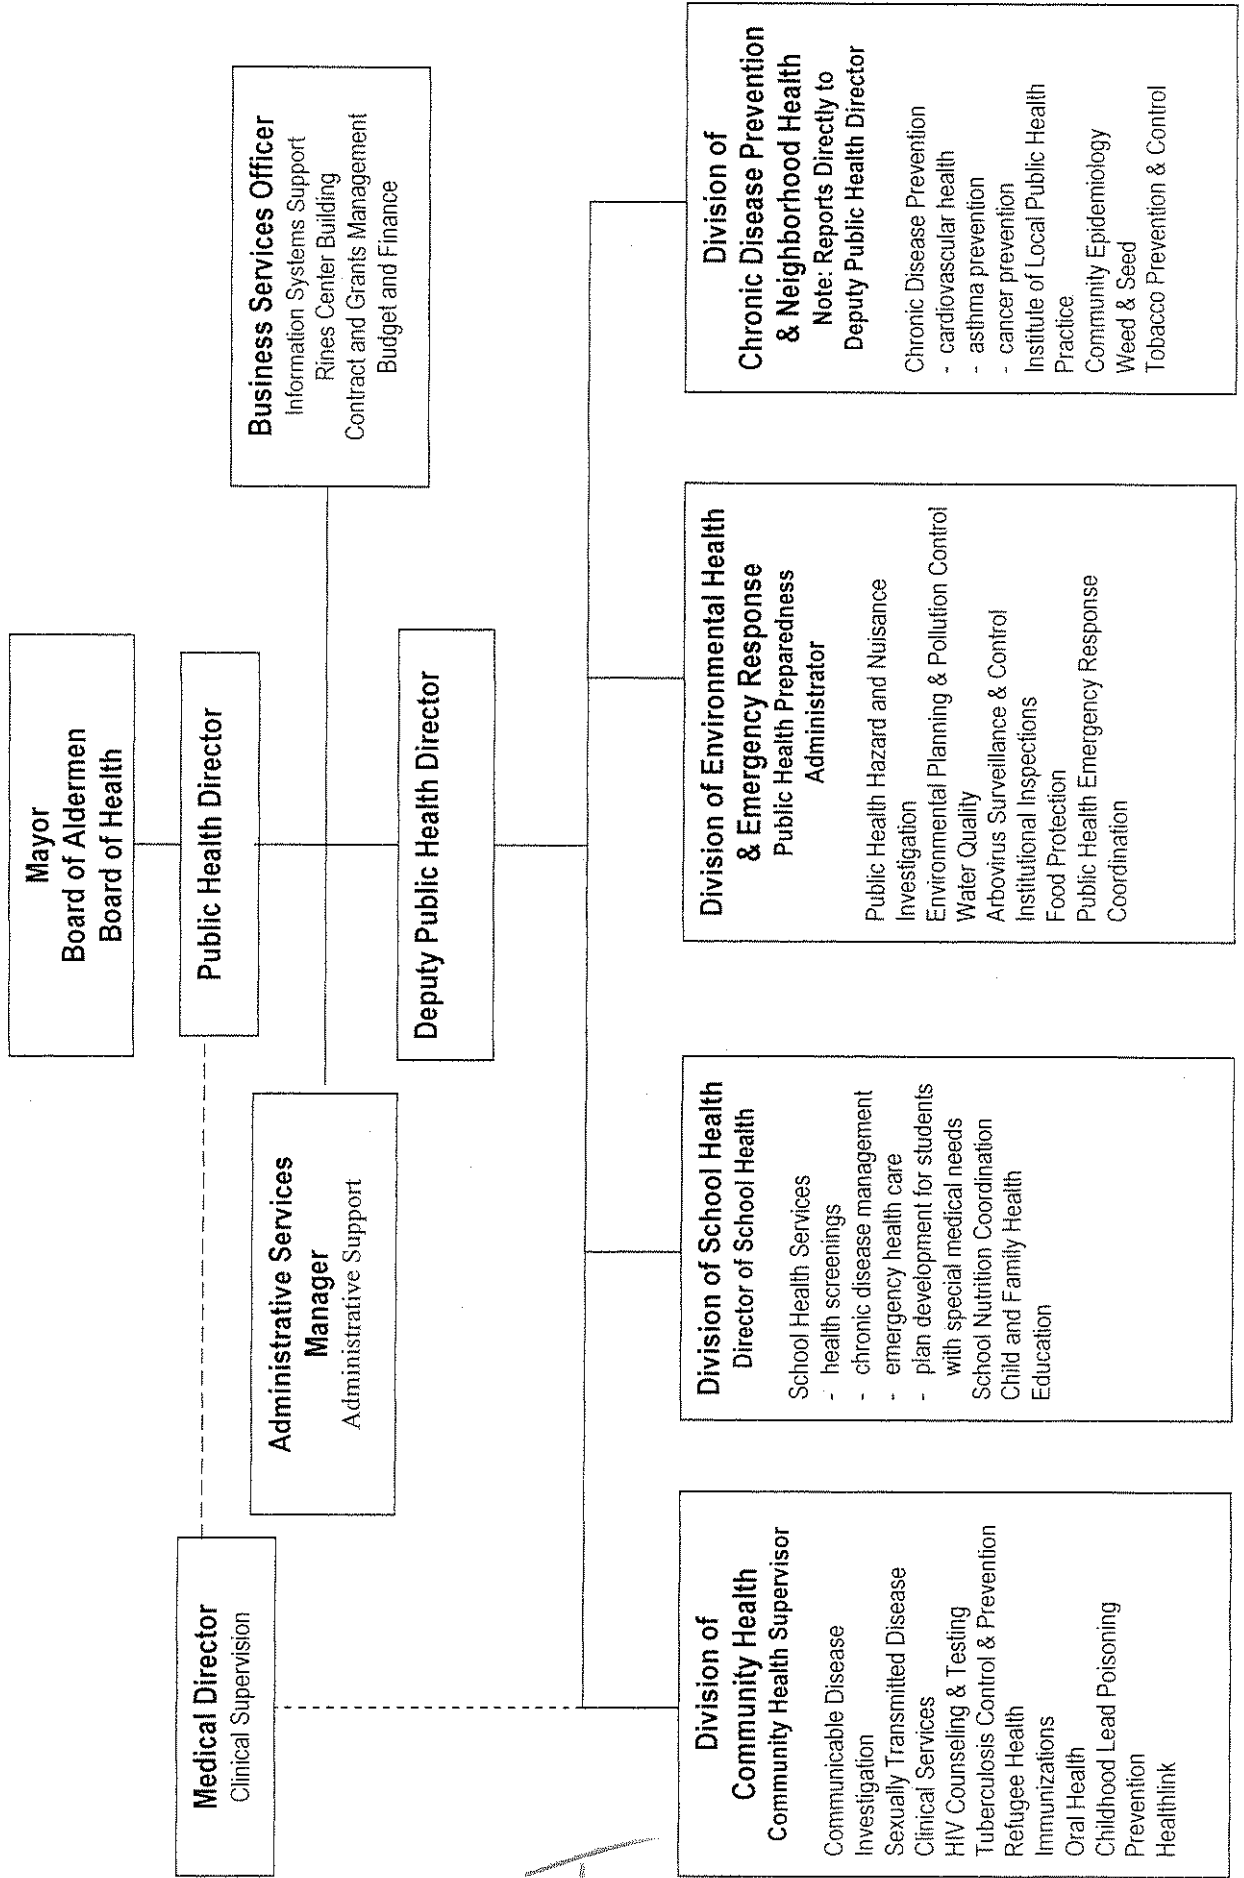 Mayor
Board of Aldermen
Board of Health
Public Health Director
Medical Director
Clinical Supervision
Administrative Services
Manager
Administrative Support
Business Services Officer
Information Systems Support
Rines Center Building
Contract and Grants Management
Budget and Finance
Deputy Public Health Director
Division of
Community Health
Community Health Supervisor
Communicable Disease
Investigation
Sexually Transmitted Disease
Clinical Services
HIV Counseling & Testing
Tuberculosis Control & Prevention
Refugee Health
Immunizations
Oral Health
Childhood Lead Poisoning
Prevention
Healthlink
Division of School Health
Director of School Health
School Health Services
- health screenings
- chronic disease management
- emergency health care
- plan development for students
with special medical needs
School Nutrition Coordination
Child and Family Health
Education
Division of Environmental Health
& Emergency Response
Public Health Preparedness
Administrator
Public Health Hazard and Nuisance
Investigation
Environmental Planning & Pollution Control
Water Quality
Arbovirus Surveillance & Control
Institutional Inspections
Food Protection
Public Health Emergency Response
Coordination
Division of
Chronic Disease Prevention
& Neighborhood Health
Note: Reports Directly to
Deputy Public Health Director
Chronic Disease Prevention
- cardiovascular health
- asthma prevention
- cancer prevention
Institute of Local Public Health
Practice
Community Epidemiology
Weed & Seed
Tobacco Prevention & Control